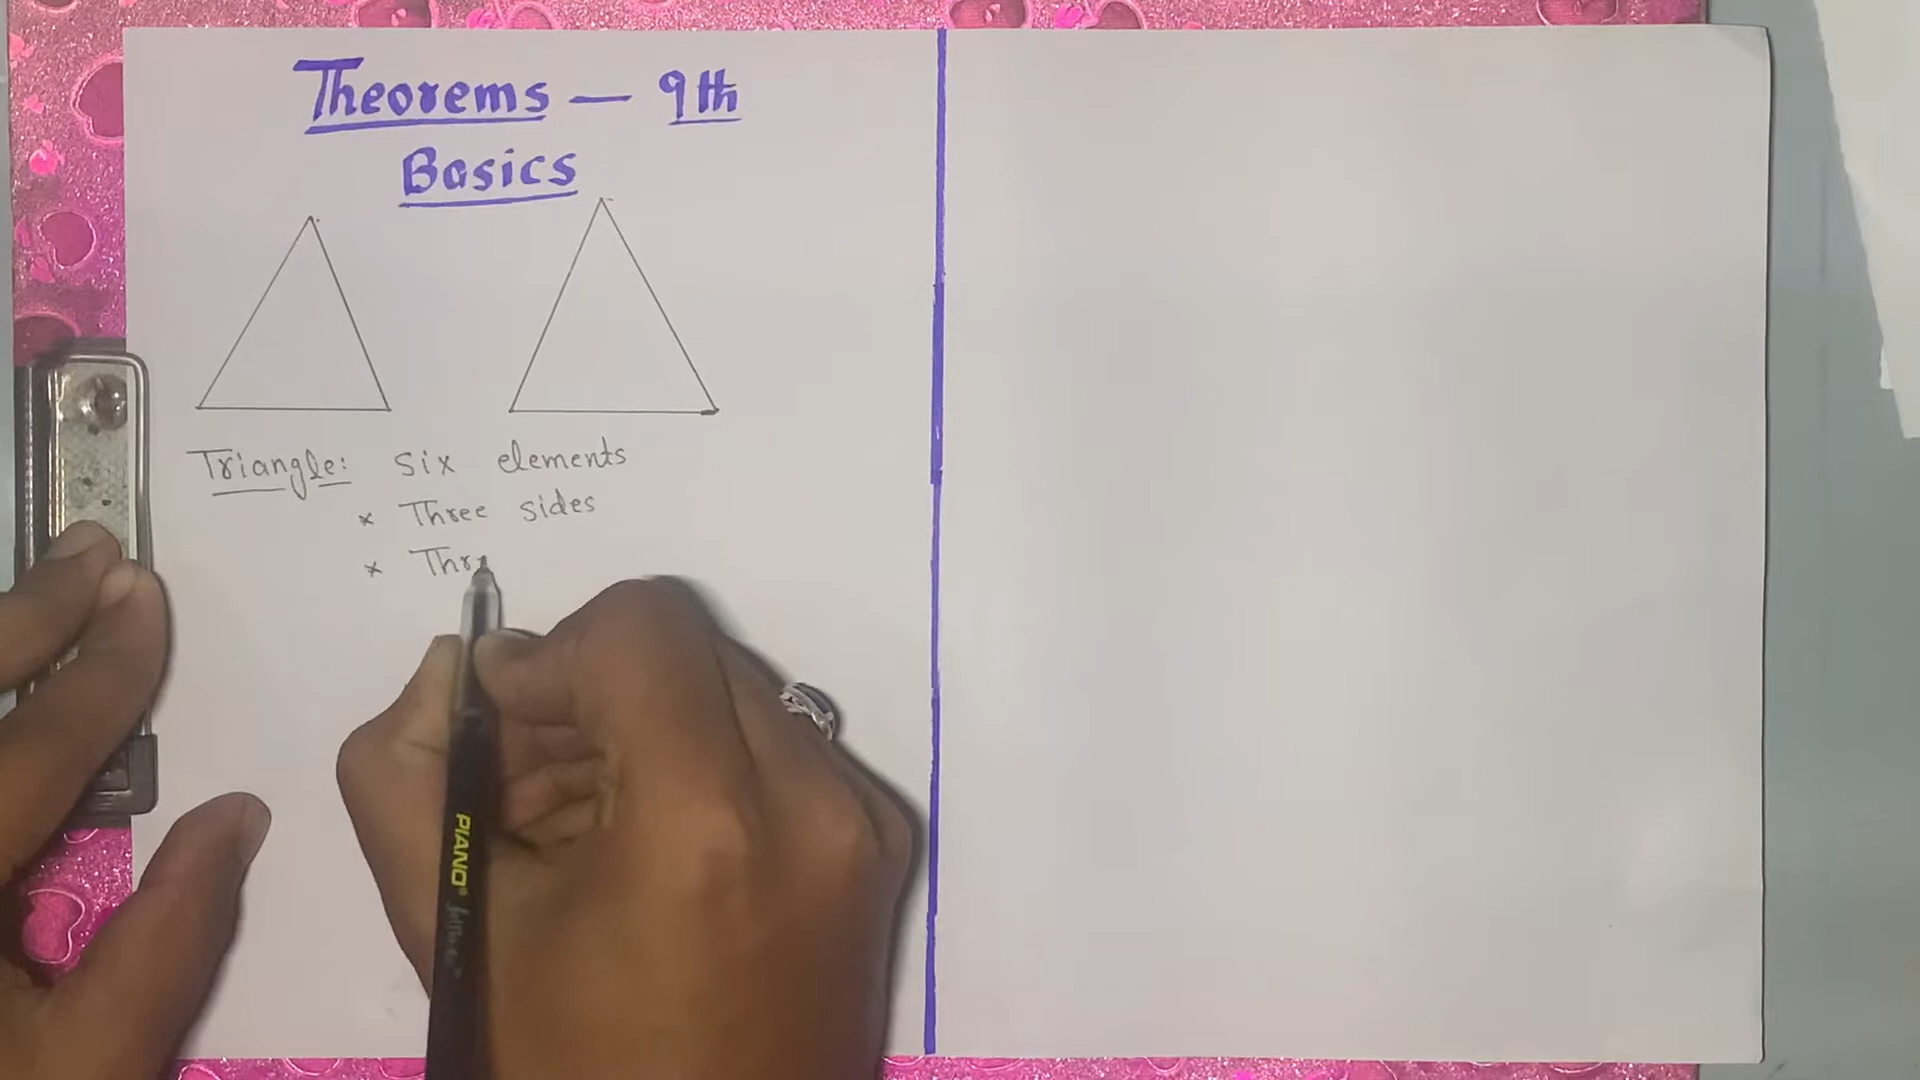 Theorems — 9th
Basics
Triangle: six elements
* Three sides
* Thr
PIANO